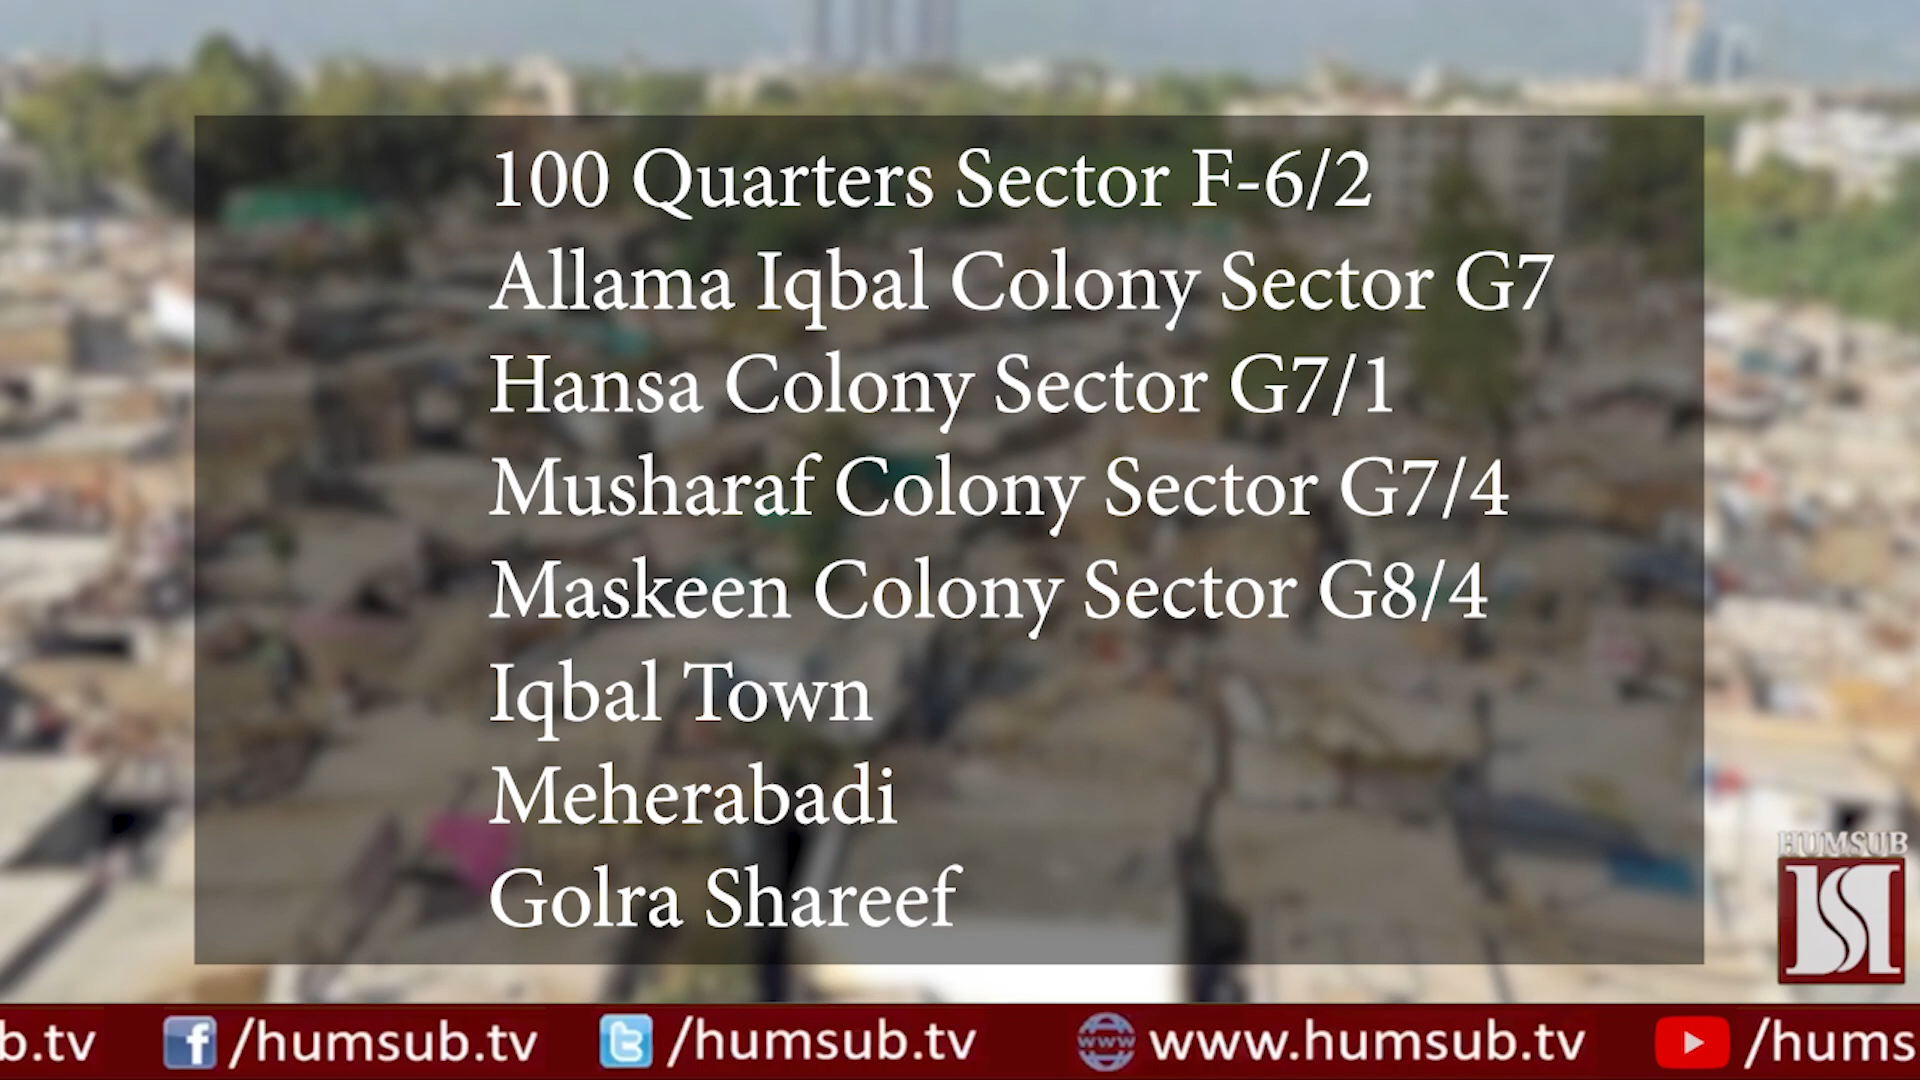 100 Quarters Sector F-6/2
Allama Iqbal Colony Sector G7
Hansa Colony Sector G7/1
Musharaf Colony Sector G7/4
Maskeen Colony Sector G8/4
Iqbal Town
Meherabadi
Golra Shareef
HUMSUB
b.tv f /humsub.tv /humsub.tv www www.humsub.tv /hums